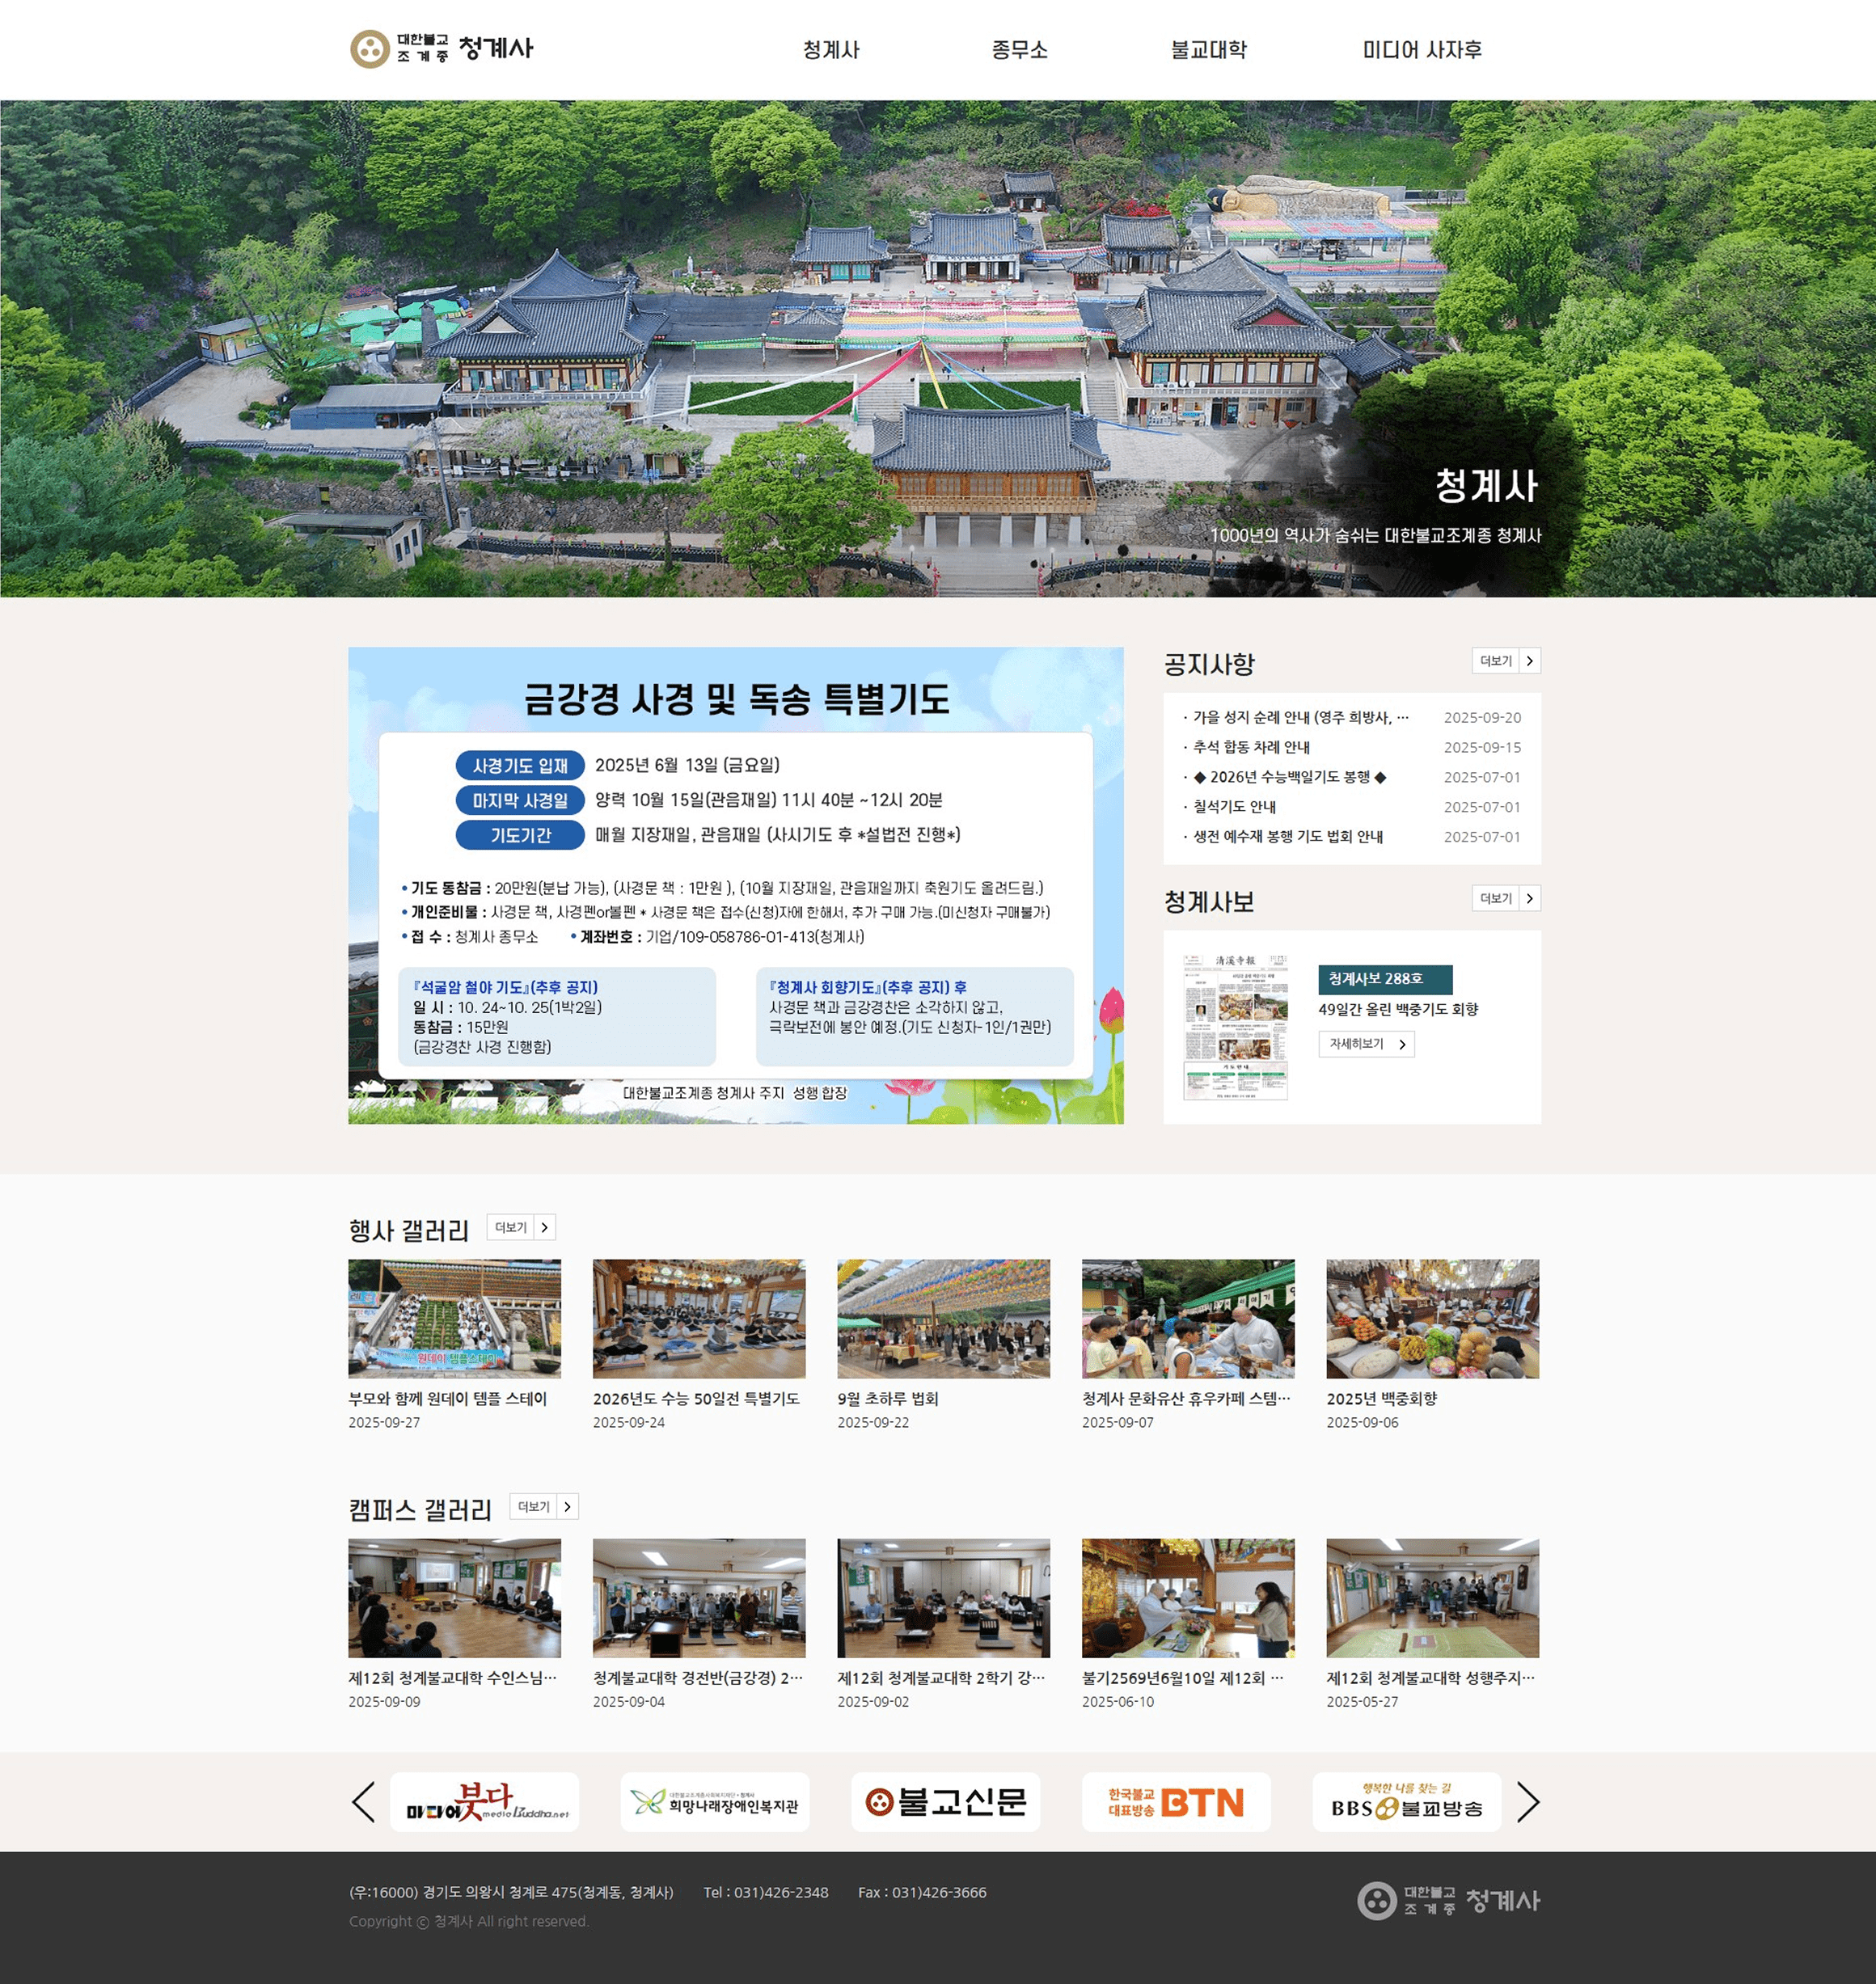 대한불교
조계종 청계사
청계사
종무소
불교대학
미디어 사자후
청계사
1000년의 역사가 숨쉬는 대한불교조계종 청계사
금강경 사경 및 독송 특별기도
사경기도 입재 2025년 6월 13일 (금요일)
마지막 사경일 양력 10월 15일(관음재일) 11시 40분 ~12시 20분
기도기간 매월 지장재일, 관음재일 (사시기도 후 *설법전 진행*)
• 기도 동참금 : 20만원(분납 가능), (사경문 책 : 1만원 ), (10월 지장재일, 관음재일까지 축원기도 올려드림.)
• 개인준비물 : 사경문 책, 사경펜or볼펜 * 사경문 책은 접수(신청)자에 한해서, 추가 구매 가능.(미신청자 구매불가)
• 접 수 : 청계사 종무소 • 계좌번호 : 기업/109-058786-01-413(청계사)
『석굴암 철야 기도』(추후 공지)
일 시 : 10. 24~10. 25(1박2일)
동참금 : 15만원
(금강경찬 사경 진행함)
『청계사 회향기도』(추후 공지) 후
사경문 책과 금강경찬은 소각하지 않고,
극락보전에 봉안 예정.(기도 신청자-1인/1권만)
대한불교조계종 청계사 주지 성행 합장
공지사항
더보기 >
· 가을 성지 순례 안내 (영주 희방사, … 2025-09-20
· 추석 합동 차례 안내 2025-09-15
· ◆ 2026년 수능백일기도 봉행 ◆ 2025-07-01
· 칠석기도 안내 2025-07-01
· 생전 예수재 봉행 기도 법회 안내 2025-07-01
청계사보
더보기 >
清溪寺報
기도안내
청계사보 288호
49일간 올린 백중기도 회향
자세히보기 >
행사 갤러리
더보기 >
원데이 템플스테이
부모와 함께 원데이 템플 스테이
2025-09-27
2026년도 수능 50일전 특별기도
2025-09-24
9월 초하루 법회
2025-09-22
청계사 문화유산 휴우카페 스템…
2025-09-07
2025년 백중회향
2025-09-06
캠퍼스 갤러리
더보기 >
제12회 청계불교대학 수인스님…
2025-09-09
청계불교대학 경전반(금강경) 2…
2025-09-04
제12회 청계불교대학 2학기 강…
2025-09-02
불기2569년6월10일 제12회 …
2025-06-10
제12회 청계불교대학 성행주지…
2025-05-27
미디어붓다 mediaBuddha.net
대한불교조계종사회복지재단 · 청계사
희망나래장애인복지관
불교신문
한국불교
대표방송 BTN
행복한 나를 찾는 길
BBS 불교방송
(우:16000) 경기도 의왕시 청계로 475(청계동, 청계사) Tel : 031)426-2348 Fax : 031)426-3666
Copyright ⓒ 청계사 All right reserved.
대한불교
조계종 청계사